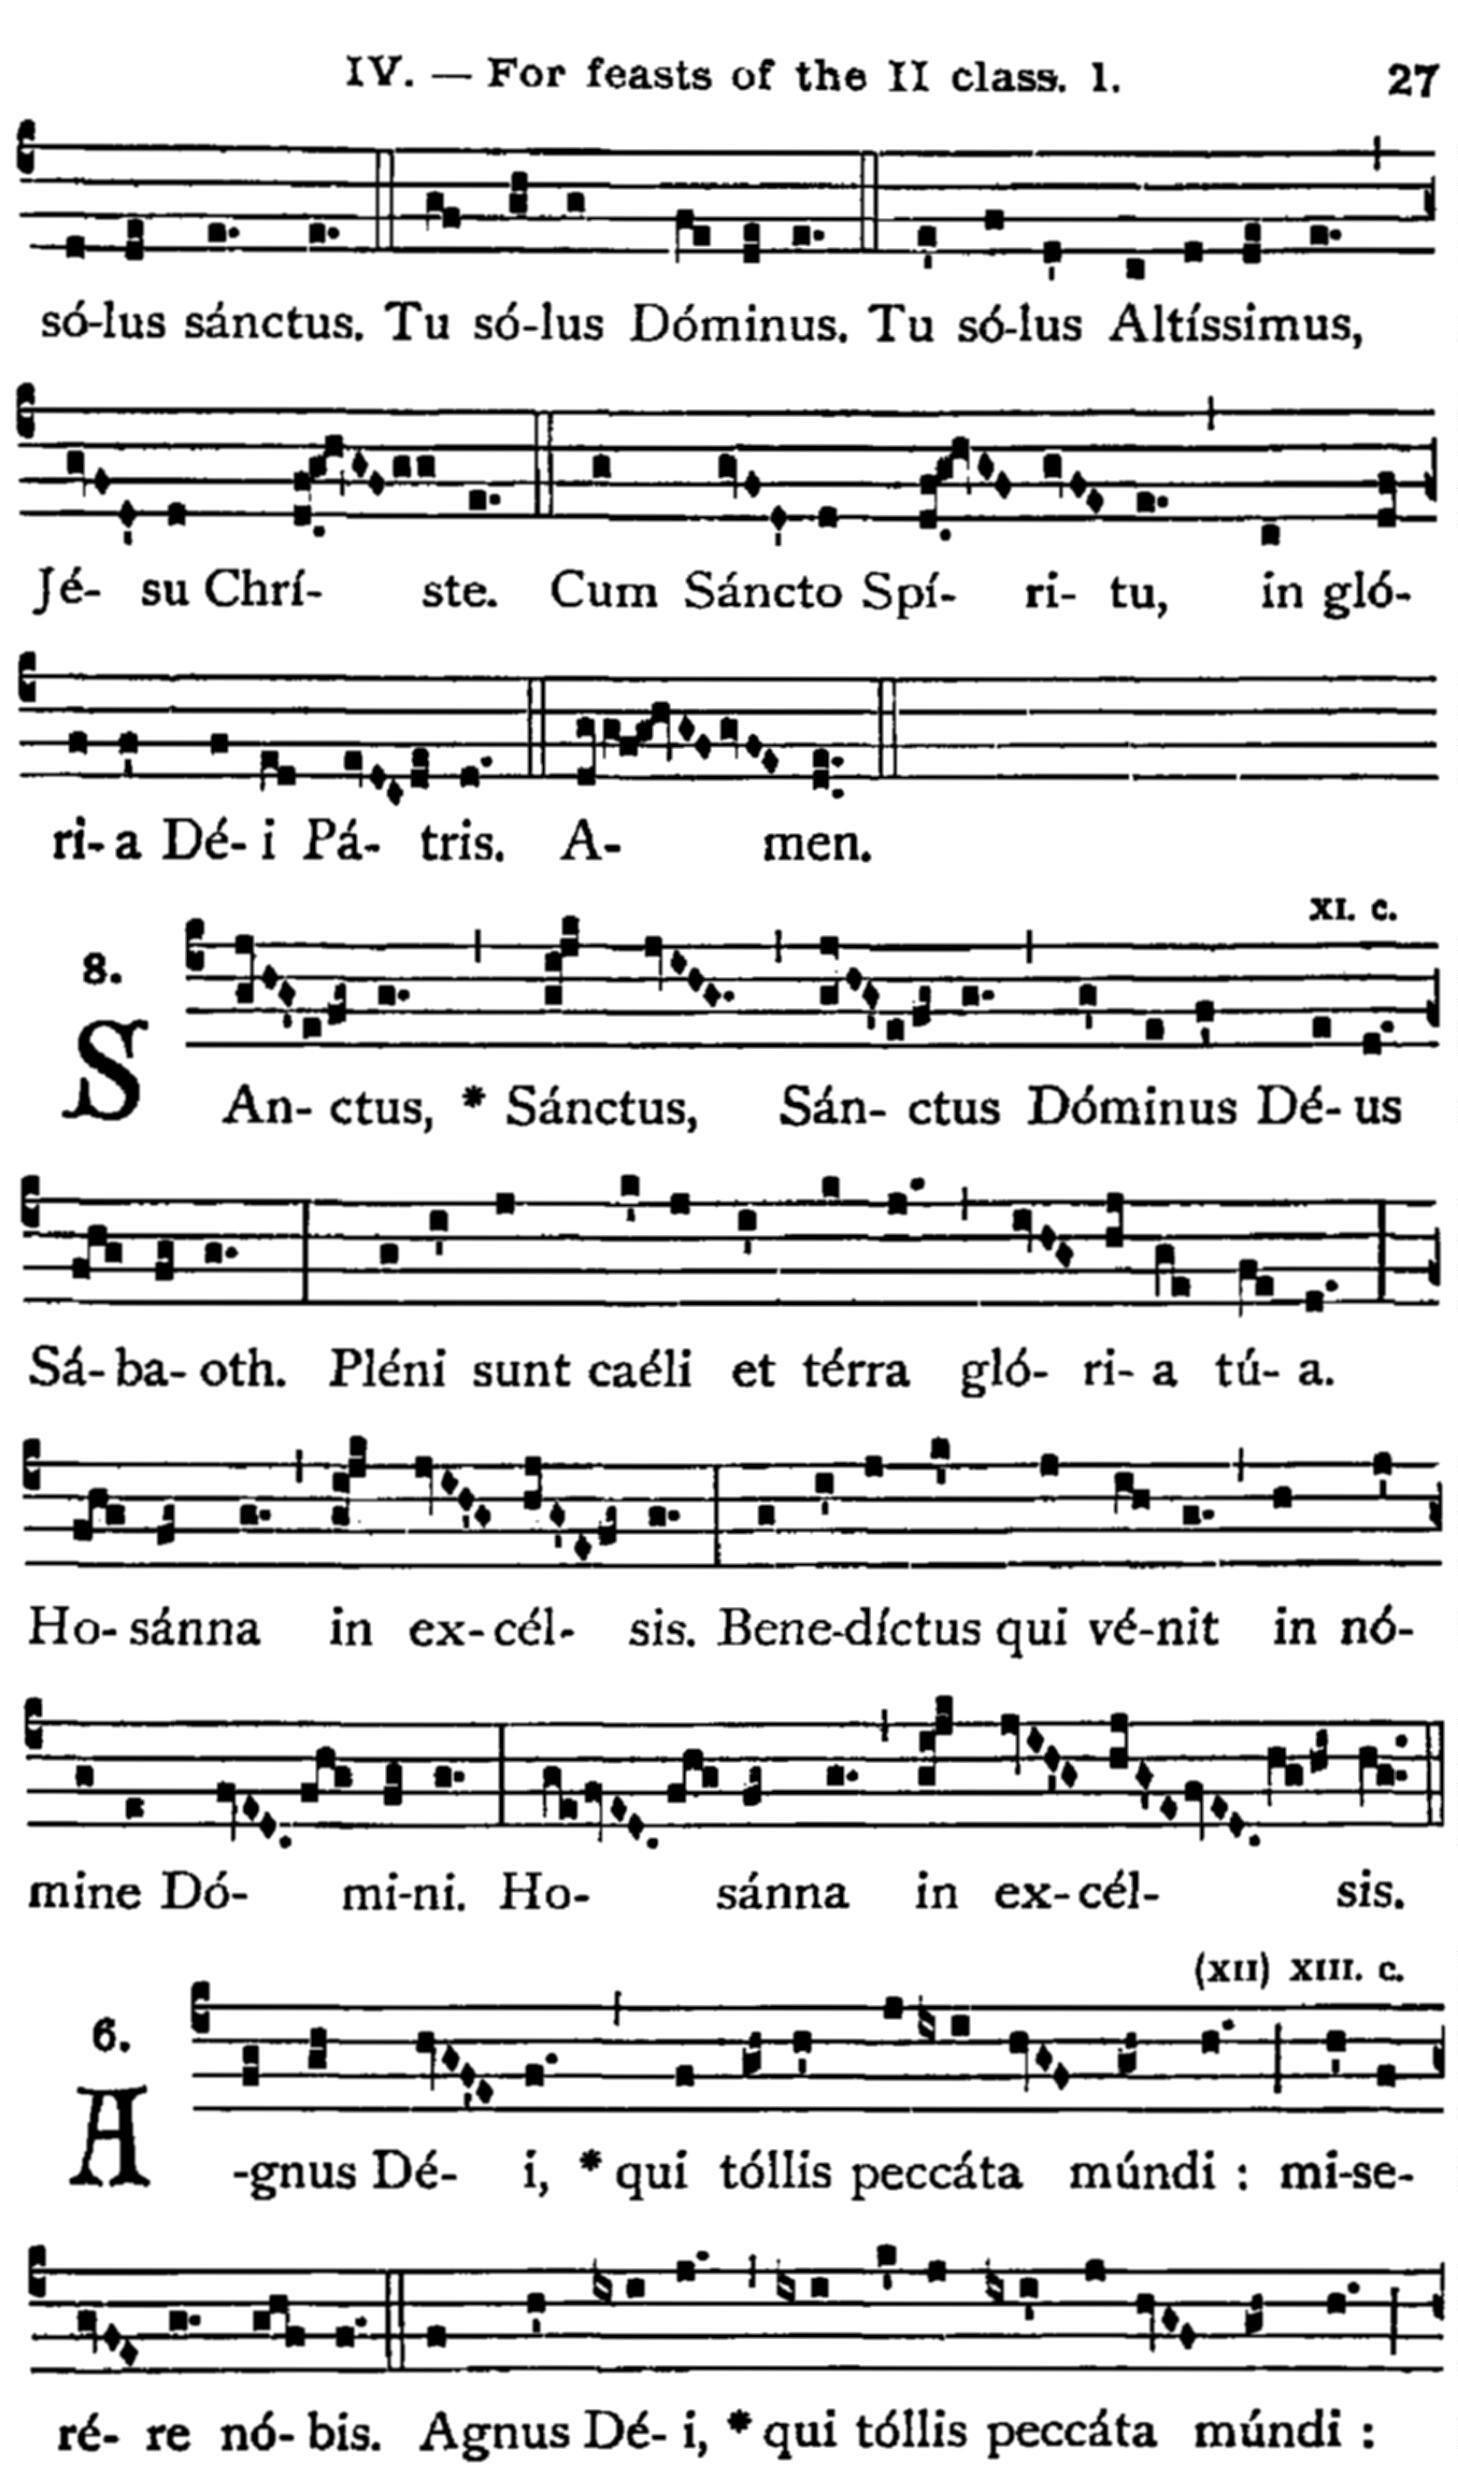 IV. — For feasts of the II class. 1. 27
só-lus sánctus. Tu só-lus Dóminus. Tu só-lus Altíssimus,
Jé- su Chrí- ste. Cum Sáncto Spí- ri- tu, in gló-
ri- a Dé- i Pá- tris. A- men.
XI. c.
8.
SAn- ctus, * Sánctus, Sán- ctus Dóminus Dé- us
Sá- ba- oth. Pléni sunt caéli et térra gló- ri- a tú- a.
Ho- sánna in ex- cél- sis. Bene-díctus qui vé-nit in nó-
mine Dó- mi-ni. Ho- sánna in ex- cél- sis.
(XII) XIII. c.
6.
A-gnus Dé- i, * qui tóllis peccáta múndi : mi-se-
ré- re nó- bis. Agnus Dé- i, * qui tóllis peccáta múndi :